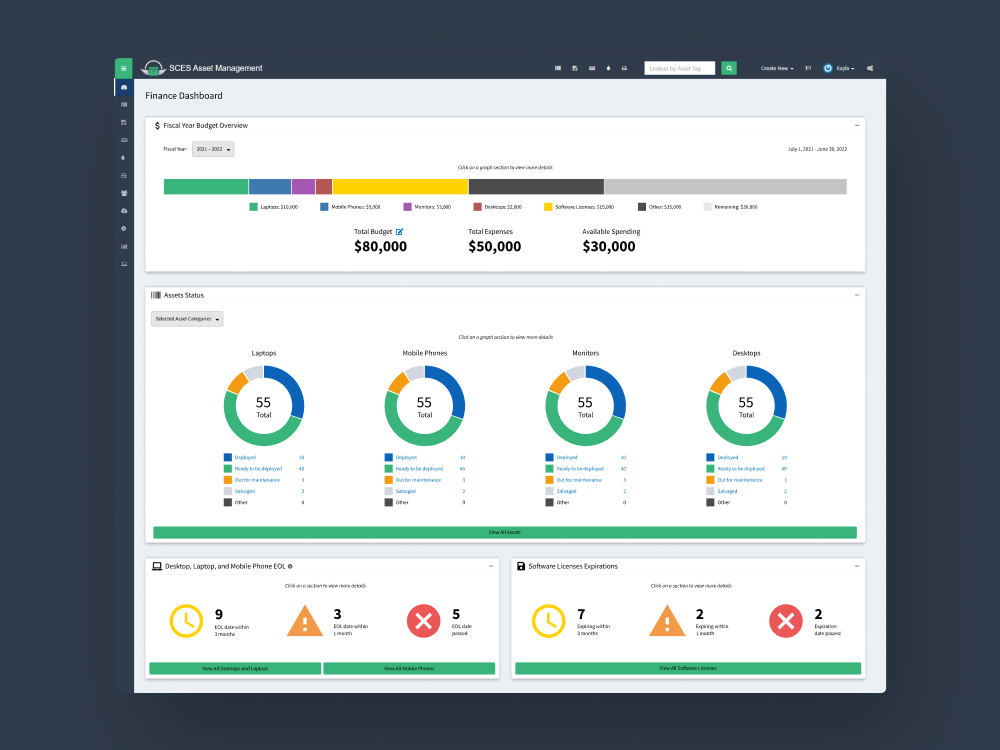 SCES Asset Management
Lookup by Asset Tag
Create New
Kayla
Finance Dashboard
$ Fiscal Year Budget Overview
Fiscal Year:
2021 - 2022
July 1, 2021 - June 30, 2022
Click on a graph section to view more details
Laptops: $10,000
Mobile Phones: $5,000
Monitors: $3,000
Desktops: $2,000
Software Licenses: $15,000
Other: $15,000
Remaining: $30,000
Total Budget
Total Expenses
Available Spending
$80,000
$50,000
$30,000
Assets Status
Selected Asset Categories
Click on a graph section to view more details
Laptops
55
Total
Deployed 10
Ready to be deployed 40
Out for maintenance 3
Salvaged 2
Other 0
Mobile Phones
55
Total
Deployed 10
Ready to be deployed 40
Out for maintenance 3
Salvaged 2
Other 0
Monitors
55
Total
Deployed 10
Ready to be deployed 40
Out for maintenance 3
Salvaged 2
Other 0
Desktops
55
Total
Deployed 10
Ready to be deployed 40
Out for maintenance 3
Salvaged 2
Other 0
View All Assets
Desktop, Laptop, and Mobile Phone EOL
Click on a section to view more details
9
EOL date within
3 months
3
EOL date within
1 month
5
EOL date
passed
View All Desktops and Laptops
View All Mobile Phones
Software Licenses Expirations
Click on a section to view more details
7
Expiring within
3 months
2
Expiring within
1 month
2
Expiration
date passed
View All Software Licenses